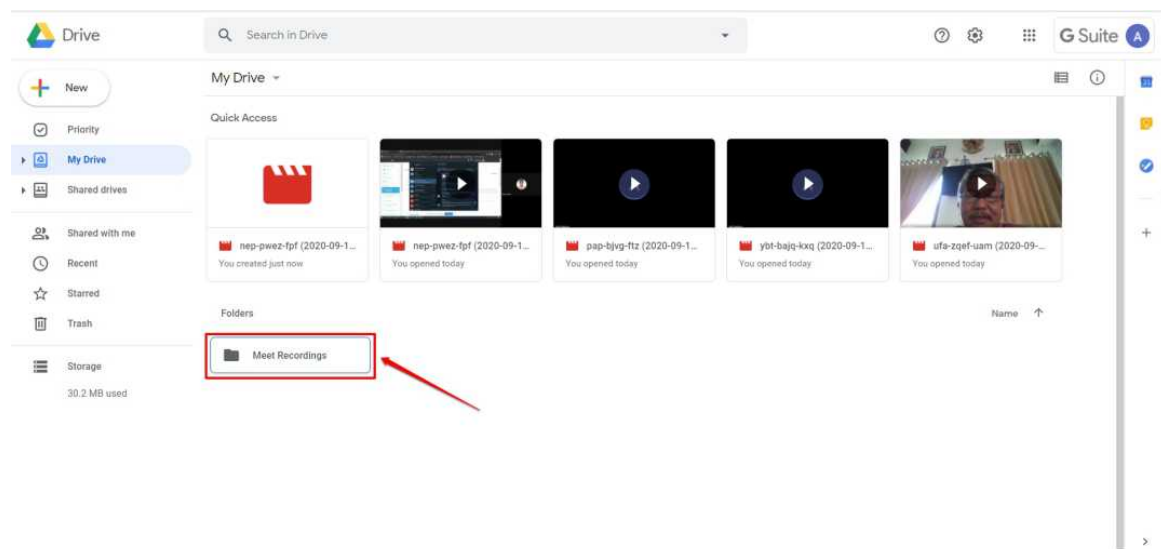 Drive
Search in Drive
G Suite
A
New
My Drive
Priority
My Drive
Shared drives
Shared with me
Recent
Starred
Trash
Storage
30.2 MB used
Quick Access
nep-pwez-fpf (2020-09-1...
You created just now
nep-pwez-fpf (2020-09-1...
You opened today
pap-bjvg-ftz (2020-09-1...
You opened today
ybt-bajq-kxq (2020-09-1...
You opened today
ufa-zqef-uam (2020-09-...
You opened today
Folders
Name
Meet Recordings